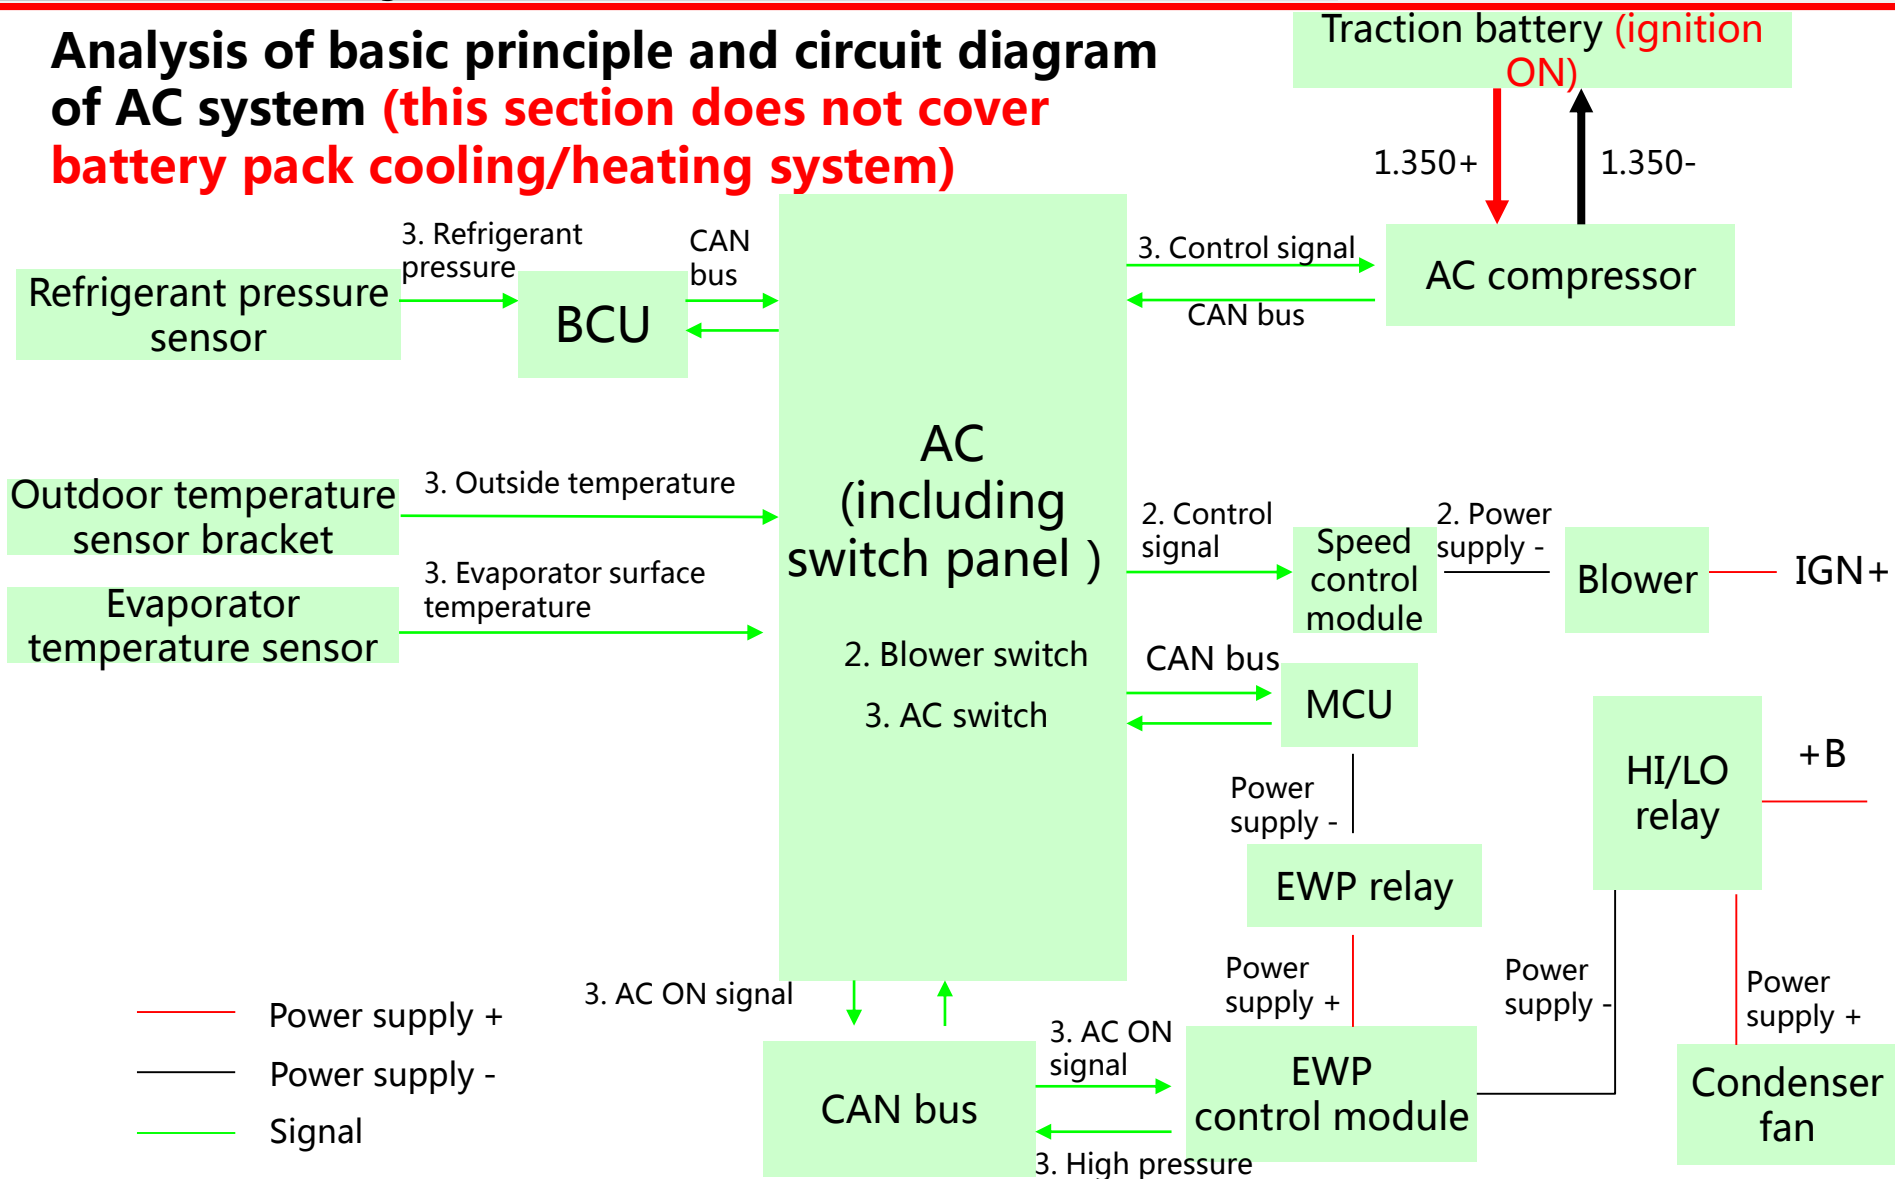 Analysis of basic principle and circuit diagram
of AC system (this section does not cover
battery pack cooling/heating system)
Traction battery (ignition
ON)
1.350+
1.350-
3. Refrigerant
pressure
CAN
bus
Refrigerant pressure
sensor
BCU
3. Control signal
CAN bus
AC compressor
AC
(including
switch panel )
2. Blower switch
3. AC switch
Outdoor temperature
sensor bracket
3. Outside temperature
Evaporator
temperature sensor
3. Evaporator surface
temperature
2. Control
signal
Speed
control
module
2. Power
supply -
Blower
IGN+
CAN bus
MCU
Power
supply -
EWP relay
Power
supply +
HI/LO
relay
+B
Power
supply -
Power
supply +
Condenser
fan
3. AC ON signal
CAN bus
3. AC ON
signal
3. High pressure
EWP
control module
Power supply +
Power supply -
Signal